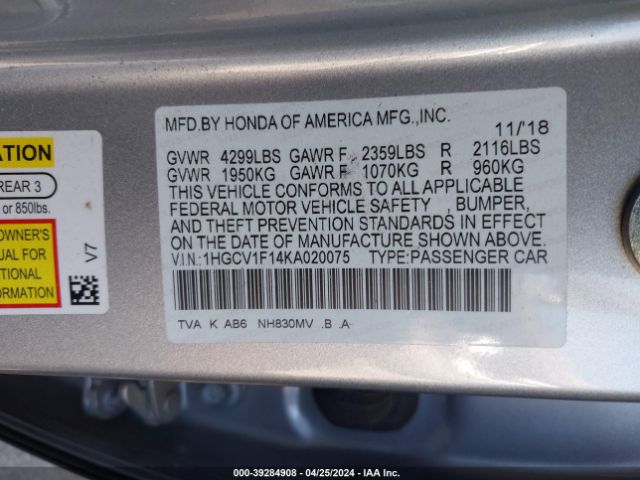 MFD.BY HONDA OF AMERICA MFG.,INC.
11/'18
GVWR 4299LBS GAWR F 2359LBS R 2116LBS
GVWR 1950KG GAWR F 1070KG R 960KG
THIS VEHICLE CONFORMS TO ALL APPLICABLE
FEDERAL MOTOR VEHICLE SAFETY , BUMPER,
AND THEFT PREVENTION STANDARDS IN EFFECT
ON THE DATE OF MANUFACTURE SHOWN ABOVE.
V.I.N.:1HGCV1F14KA020075 TYPE:PASSENGER CAR
TVA K AB6 NH830MV .B .A
ATION
REAR 3
or 850lbs.
OWNER'S
UAL FOR
TIONAL
ORMATION
V7
000-39284908 - 04/25/2024 - IAA Inc.